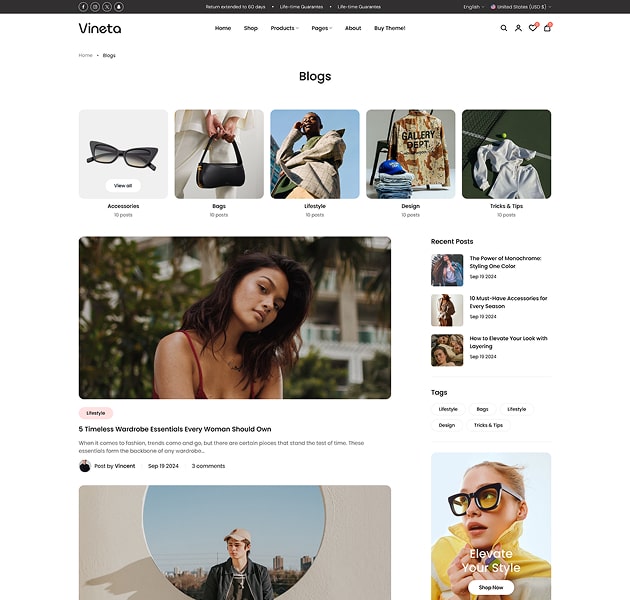 Return extended to 60 days • Life-time Guarantes • Life-time Guarantes
English
United States (USD $)
Vineta
Home Shop Products Pages About Buy Theme!
Home • Blogs
Blogs
GALLERY
DEPT.
View all
Accessories
10 posts
Bags
16 posts
Lifestyle
16 posts
Design
10 posts
Tricks & Tips
10 posts
Lifestyle
5 Timeless Wardrobe Essentials Every Woman Should Own
When it comes to fashion, trends come and go, but there are certain pieces that stand the test of time. These
essentials form the backbone of any wardrobe...
Post by Vincent Sep 19 2024 3 comments
Recent Posts
The Power of Monochrome:
Styling One Color
Sep 19 2024
10 Must-Have Accessories for
Every Season
Sep 19 2024
How to Elevate Your Look with
Layering
Sep 19 2024
Tags
Lifestyle Bags Lifestyle
Design Tricks & Tips
Elevate
Your Style
Shop Now